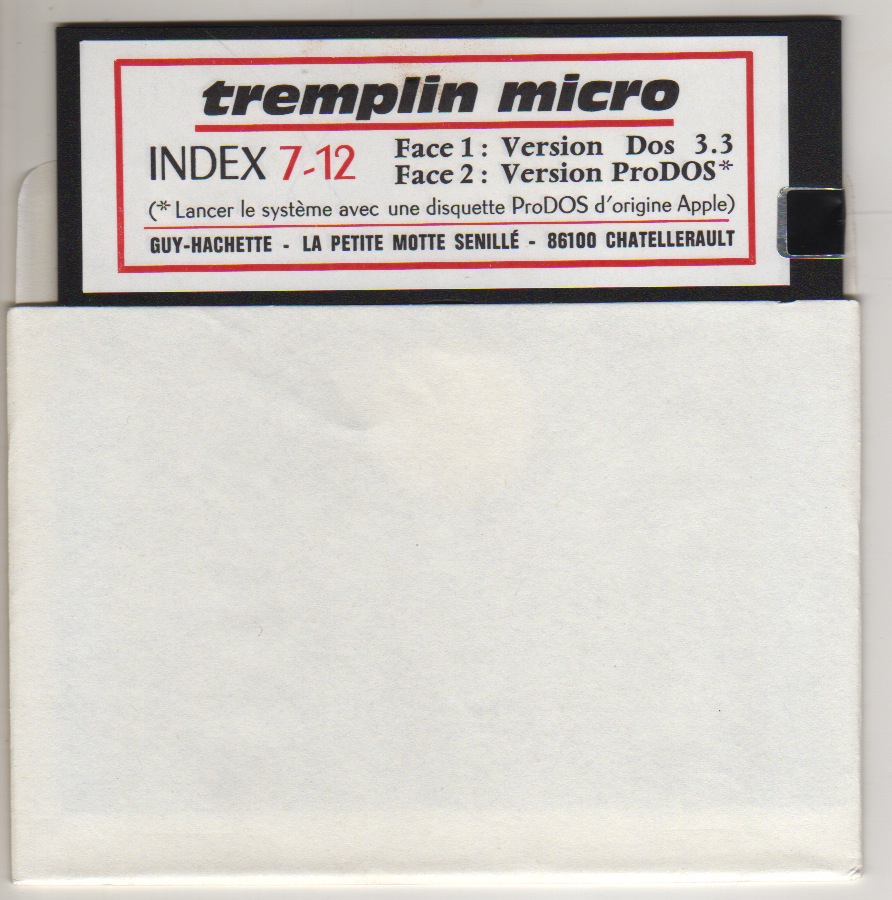 tremplin micro
INDEX 7-12
Face 1 : Version Dos 3.3
Face 2 : Version ProDOS*
(* Lancer le système avec une disquette ProDOS d'origine Apple)
GUY-HACHETTE - LA PETITE MOTTE SENILLÉ - 86100 CHATELLERAULT